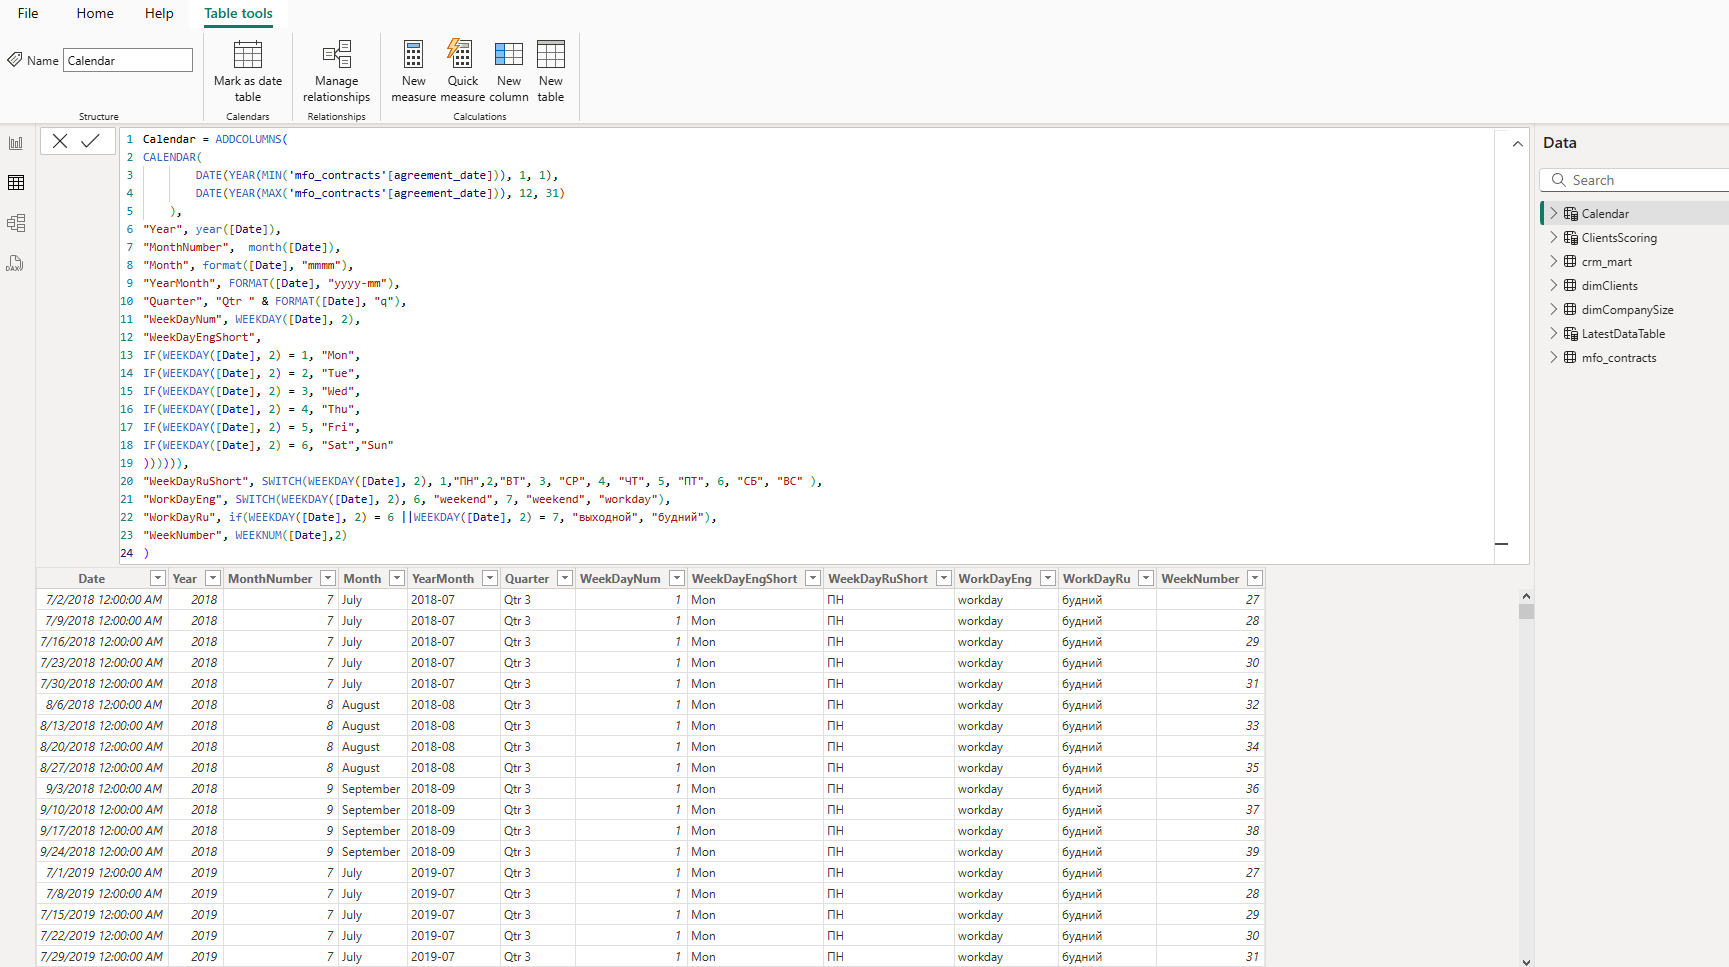 File Home Help Table tools
Name Calendar
Mark as date table
Manage relationships
New measure
Quick measure
New column
New table
Structure Calendars Relationships Calculations
1 Calendar = ADDCOLUMNS(
2 CALENDAR(
3 DATE(YEAR(MIN('mfo_contracts'[agreement_date])), 1, 1),
4 DATE(YEAR(MAX('mfo_contracts'[agreement_date])), 12, 31)
5 ),
6 "Year", year([Date]),
7 "MonthNumber",  month([Date]),
8 "Month", format([Date], "mmmm"),
9 "YearMonth", FORMAT([Date], "yyyy-mm"),
10 "Quarter", "Qtr " & FORMAT([Date], "q"),
11 "WeekDayNum", WEEKDAY([Date], 2),
12 "WeekDayEngShort",
13 IF(WEEKDAY([Date], 2) = 1, "Mon",
14 IF(WEEKDAY([Date], 2) = 2, "Tue",
15 IF(WEEKDAY([Date], 2) = 3, "Wed",
16 IF(WEEKDAY([Date], 2) = 4, "Thu",
17 IF(WEEKDAY([Date], 2) = 5, "Fri",
18 IF(WEEKDAY([Date], 2) = 6, "Sat","Sun"
19 )))))),
20 "WeekDayRuShort", SWITCH(WEEKDAY([Date], 2), 1,"ПН",2,"ВТ", 3, "СР", 4, "ЧТ", 5, "ПТ", 6, "СБ", "ВС" ),
21 "WorkDayEng", SWITCH(WEEKDAY([Date], 2), 6, "weekend", 7, "weekend", "workday"),
22 "WorkDayRu", if(WEEKDAY([Date], 2) = 6 ||WEEKDAY([Date], 2) = 7, "выходной", "будний"),
23 "WeekNumber", WEEKNUM([Date],2)
24 )
Data
Search
Calendar
ClientsScoring
crm_mart
dimClients
dimCompanySize
LatestDataTable
mfo_contracts
DAX
Date Year MonthNumber Month YearMonth Quarter WeekDayNum WeekDayEngShort WeekDayRuShort WorkDayEng WorkDayRu WeekNumber
7/2/2018 12:00:00 AM 2018 7 July 2018-07 Qtr 3 1 Mon ПН workday будний 27
7/9/2018 12:00:00 AM 2018 7 July 2018-07 Qtr 3 1 Mon ПН workday будний 28
7/16/2018 12:00:00 AM 2018 7 July 2018-07 Qtr 3 1 Mon ПН workday будний 29
7/23/2018 12:00:00 AM 2018 7 July 2018-07 Qtr 3 1 Mon ПН workday будний 30
7/30/2018 12:00:00 AM 2018 7 July 2018-07 Qtr 3 1 Mon ПН workday будний 31
8/6/2018 12:00:00 AM 2018 8 August 2018-08 Qtr 3 1 Mon ПН workday будний 32
8/13/2018 12:00:00 AM 2018 8 August 2018-08 Qtr 3 1 Mon ПН workday будний 33
8/20/2018 12:00:00 AM 2018 8 August 2018-08 Qtr 3 1 Mon ПН workday будний 34
8/27/2018 12:00:00 AM 2018 8 August 2018-08 Qtr 3 1 Mon ПН workday будний 35
9/3/2018 12:00:00 AM 2018 9 September 2018-09 Qtr 3 1 Mon ПН workday будний 36
9/10/2018 12:00:00 AM 2018 9 September 2018-09 Qtr 3 1 Mon ПН workday будний 37
9/17/2018 12:00:00 AM 2018 9 September 2018-09 Qtr 3 1 Mon ПН workday будний 38
9/24/2018 12:00:00 AM 2018 9 September 2018-09 Qtr 3 1 Mon ПН workday будний 39
7/1/2019 12:00:00 AM 2019 7 July 2019-07 Qtr 3 1 Mon ПН workday будний 27
7/8/2019 12:00:00 AM 2019 7 July 2019-07 Qtr 3 1 Mon ПН workday будний 28
7/15/2019 12:00:00 AM 2019 7 July 2019-07 Qtr 3 1 Mon ПН workday будний 29
7/22/2019 12:00:00 AM 2019 7 July 2019-07 Qtr 3 1 Mon ПН workday будний 30
7/29/2019 12:00:00 AM 2019 7 July 2019-07 Qtr 3 1 Mon ПН workday будний 31